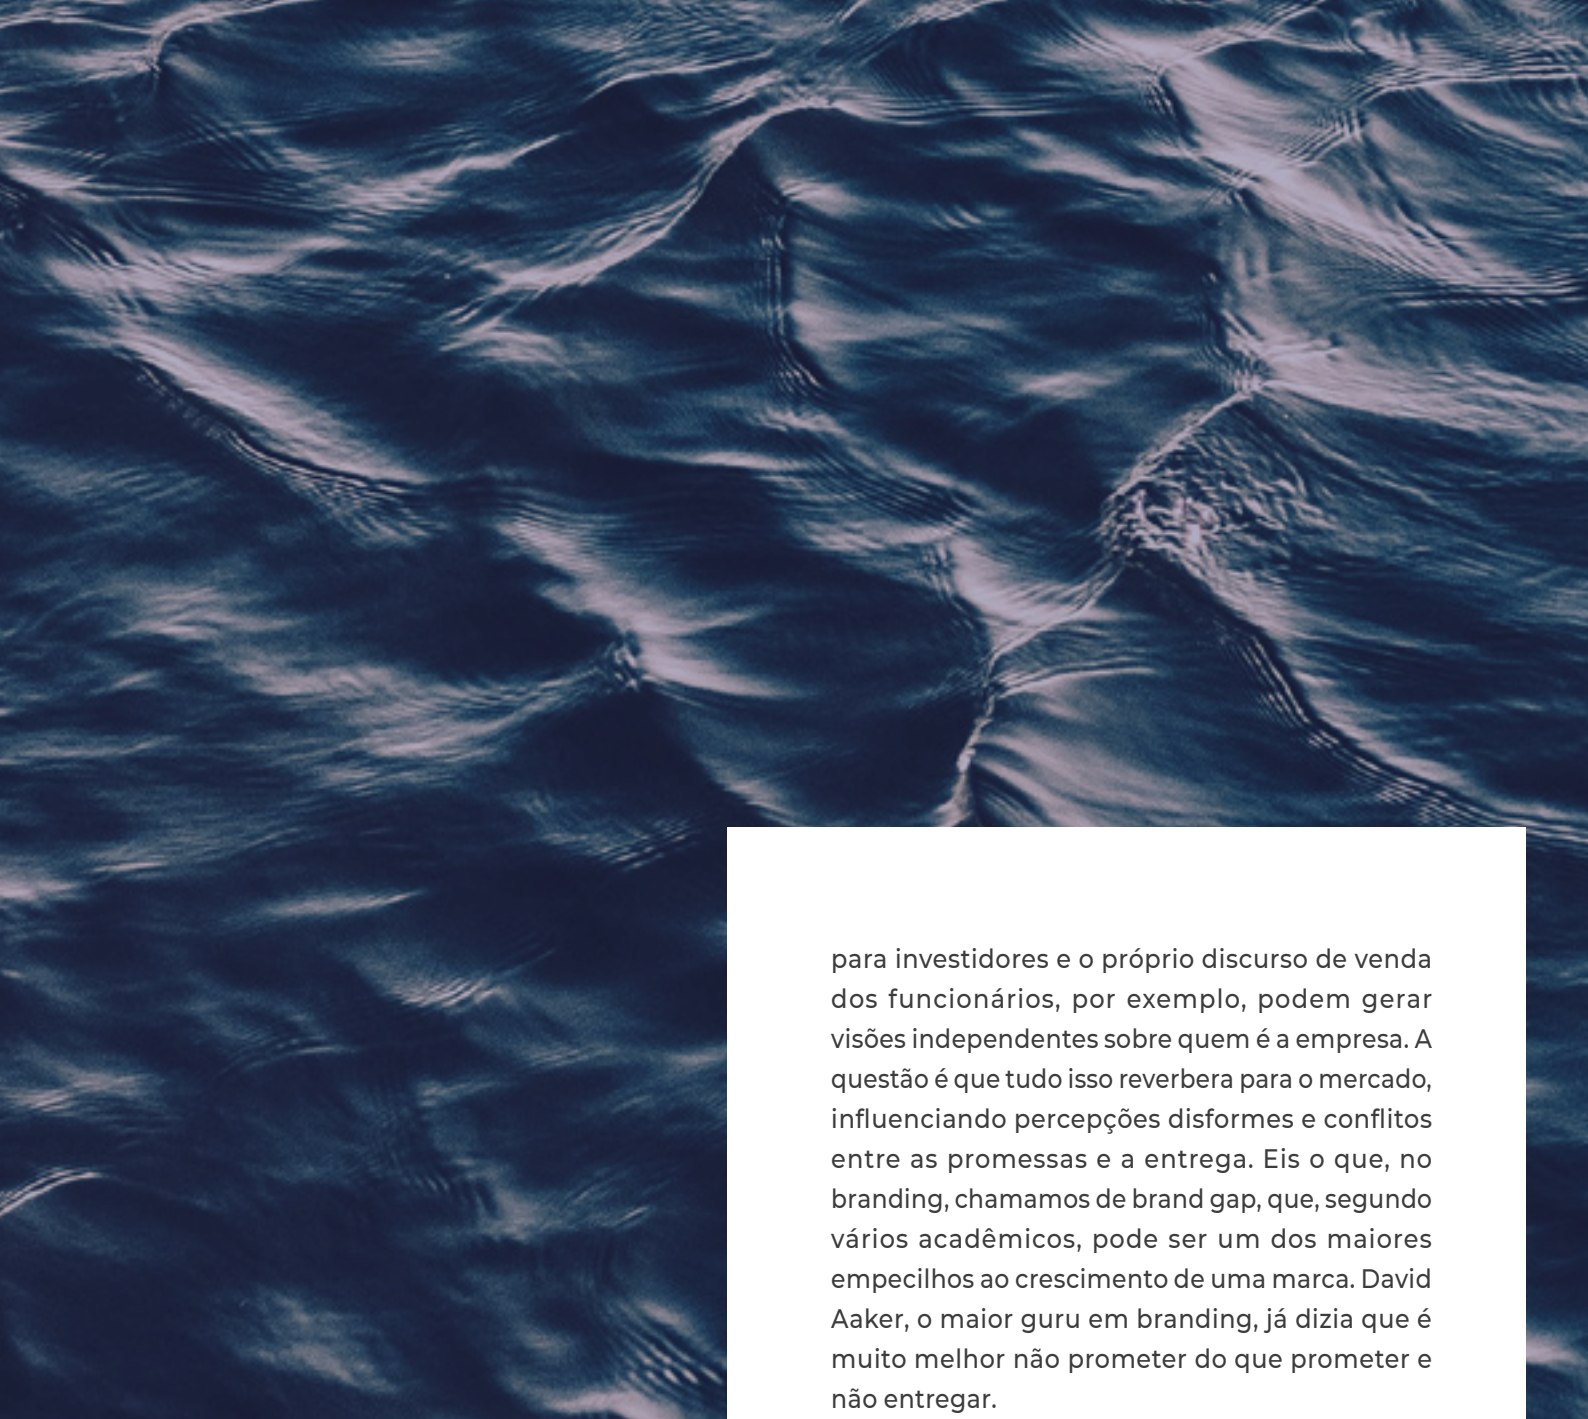 para investidores e o próprio discurso de venda
dos funcionários, por exemplo, podem gerar
visões independentes sobre quem é a empresa. A
questão é que tudo isso reverbera para o mercado,
influenciando percepções disformes e conflitos
entre as promessas e a entrega. Eis o que, no
branding, chamamos de brand gap, que, segundo
vários acadêmicos, pode ser um dos maiores
empecilhos ao crescimento de uma marca. David
Aaker, o maior guru em branding, já dizia que é
muito melhor não prometer do que prometer e
não entregar.